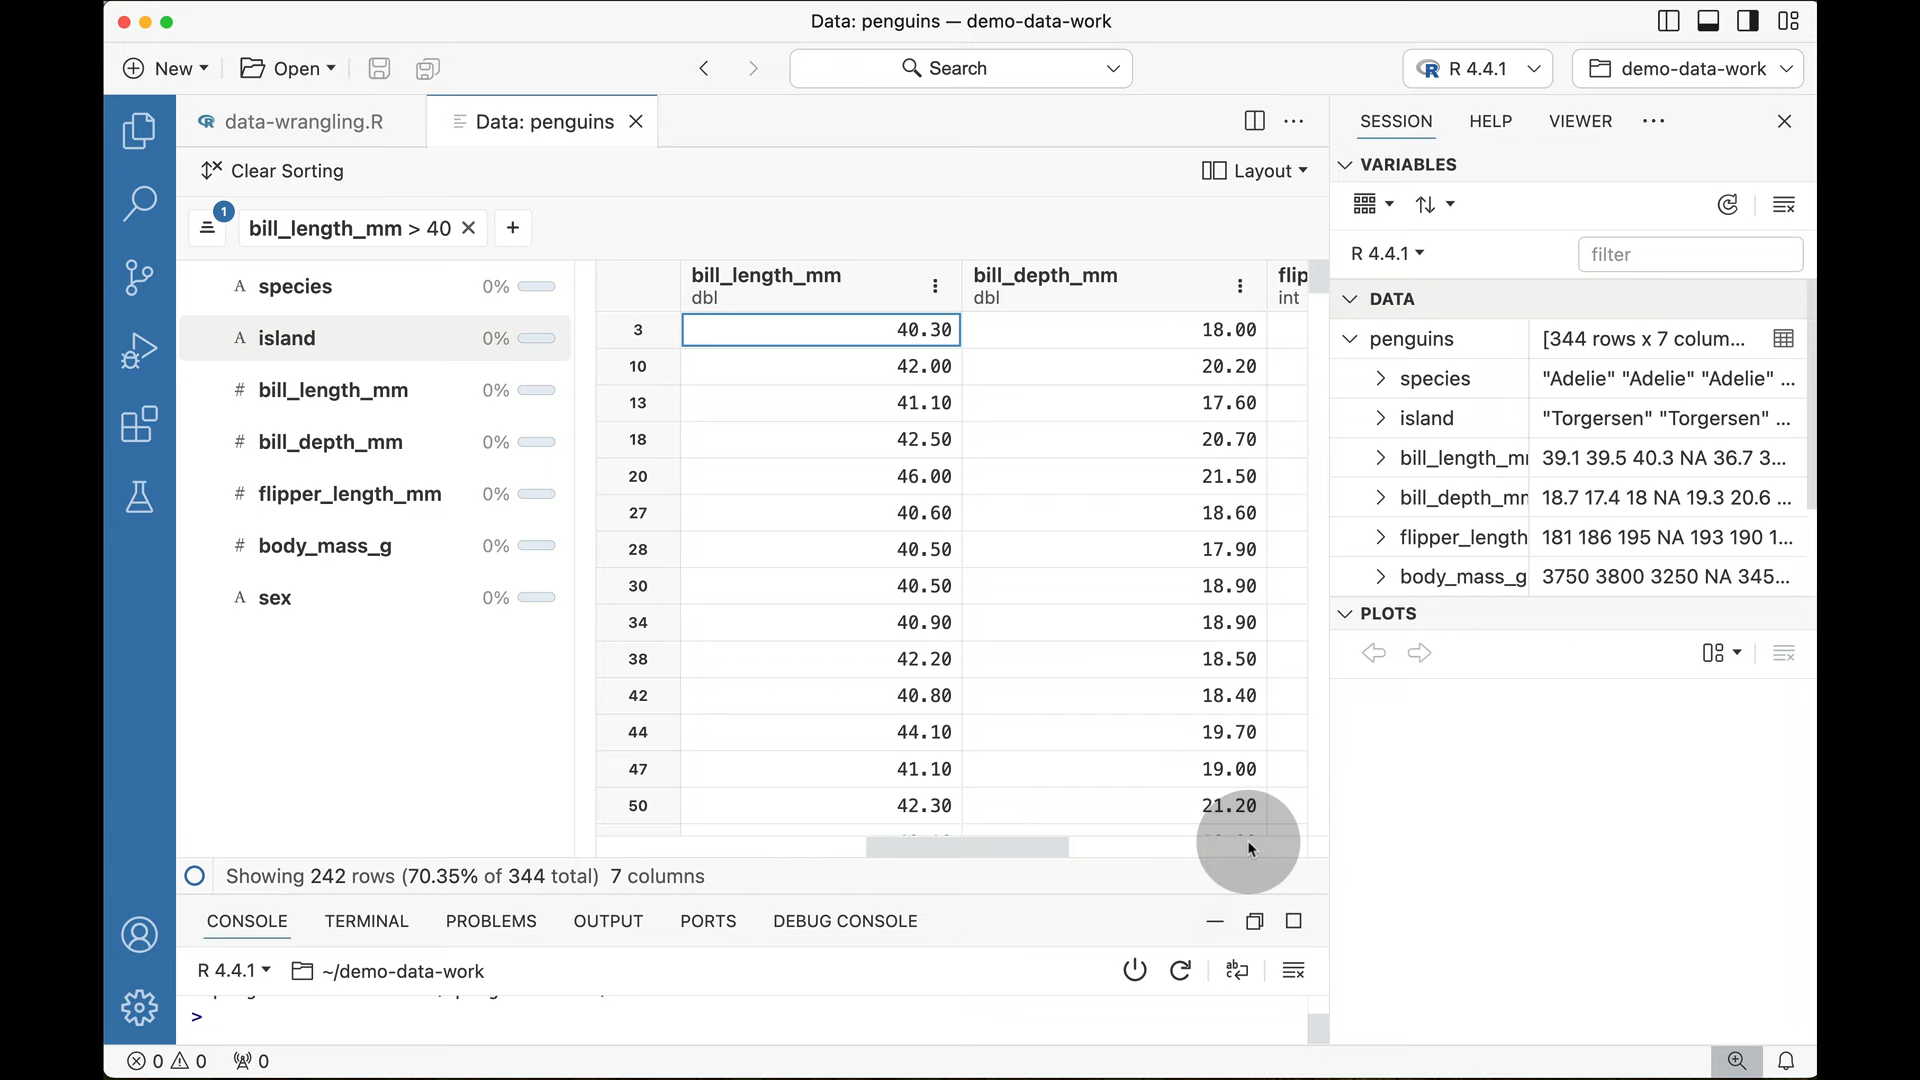 Data: penguins — demo-data-work
New
Open
Search
R 4.4.1
demo-data-work
data-wrangling.R
Data: penguins
SESSION
HELP
VIEWER
Clear Sorting
Layout
VARIABLES
1
bill_length_mm > 40
R 4.4.1
filter
species 0%
island 0%
bill_length_mm 0%
bill_depth_mm 0%
flipper_length_mm 0%
body_mass_g 0%
sex 0%
bill_length_mm bill_depth_mm flip
dbl dbl int
3 40.30 18.00
10 42.00 20.20
13 41.10 17.60
18 42.50 20.70
20 46.00 21.50
27 40.60 18.60
28 40.50 17.90
30 40.50 18.90
34 40.90 18.90
38 42.20 18.50
42 40.80 18.40
44 44.10 19.70
47 41.10 19.00
50 42.30 21.20
DATA
penguins [344 rows x 7 colum...
species "Adelie" "Adelie" "Adelie" ...
island "Torgersen" "Torgersen" ...
bill_length_m 39.1 39.5 40.3 NA 36.7 3...
bill_depth_m 18.7 17.4 18 NA 19.3 20.6 ...
flipper_length 181 186 195 NA 193 190 1...
body_mass_g 3750 3800 3250 NA 345...
PLOTS
Showing 242 rows (70.35% of 344 total) 7 columns
CONSOLE
TERMINAL
PROBLEMS
OUTPUT
PORTS
DEBUG CONSOLE
R 4.4.1
~/demo-data-work
>
0 0 0